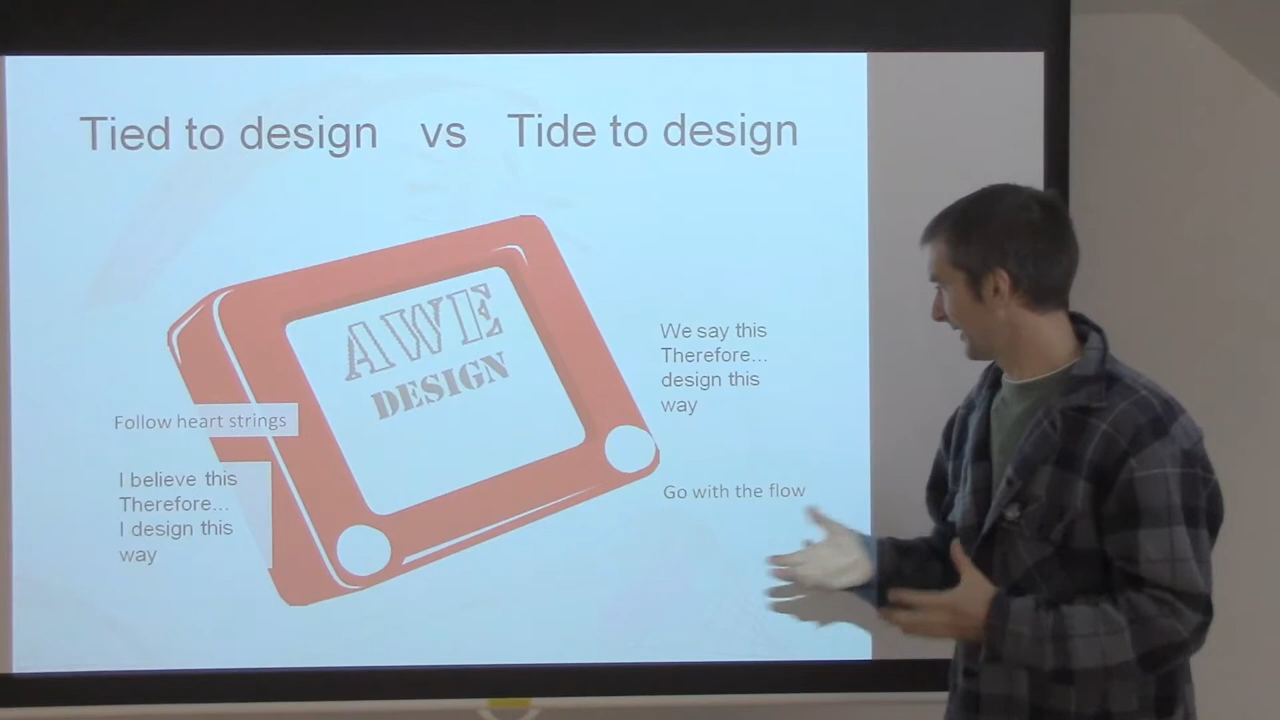 Tied to design vs Tide to design
AWE
DESIGN
Follow heart strings
I believe this
Therefore...
I design this
way
We say this
Therefore...
design this
way
Go with the flow